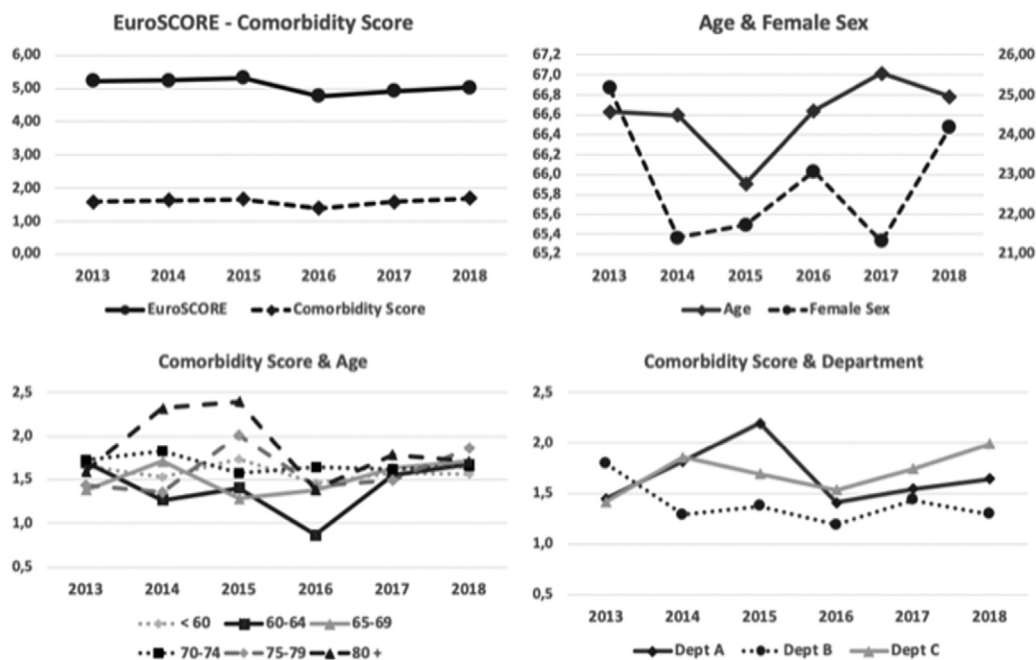 EuroSCORE - Comorbidity Score
6,00
5,00
4,00
3,00
2,00
1,00
0,00
2013 2014 2015 2016 2017 2018
EuroSCORE Comorbidity Score
Age & Female Sex
67,2
67,0
66,8
66,6
66,4
66,2
66,0
65,8
65,6
65,4
65,2
26,00
25,00
24,00
23,00
22,00
21,00
2013 2014 2015 2016 2017 2018
Age Female Sex
Comorbidity Score & Age
2,5
2,0
1,5
1,0
0,5
2013 2014 2015 2016 2017 2018
< 60 60-64 65-69
70-74 75-79 80 +
Comorbidity Score & Department
2,5
2,0
1,5
1,0
0,5
2013 2014 2015 2016 2017 2018
Dept A Dept B Dept C